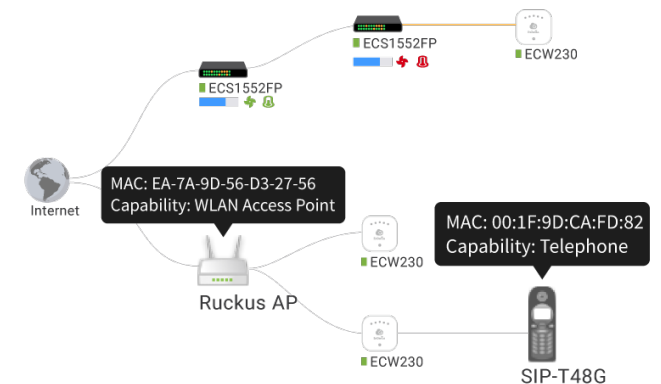 ECS1552FP
ECW230
ECS1552FP
Internet
MAC: EA-7A-9D-56-D3-27-56
Capability: WLAN Access Point
Ruckus AP
ECW230
MAC: 00:1F:9D:CA:FD:82
Capability: Telephone
ECW230
SIP-T48G